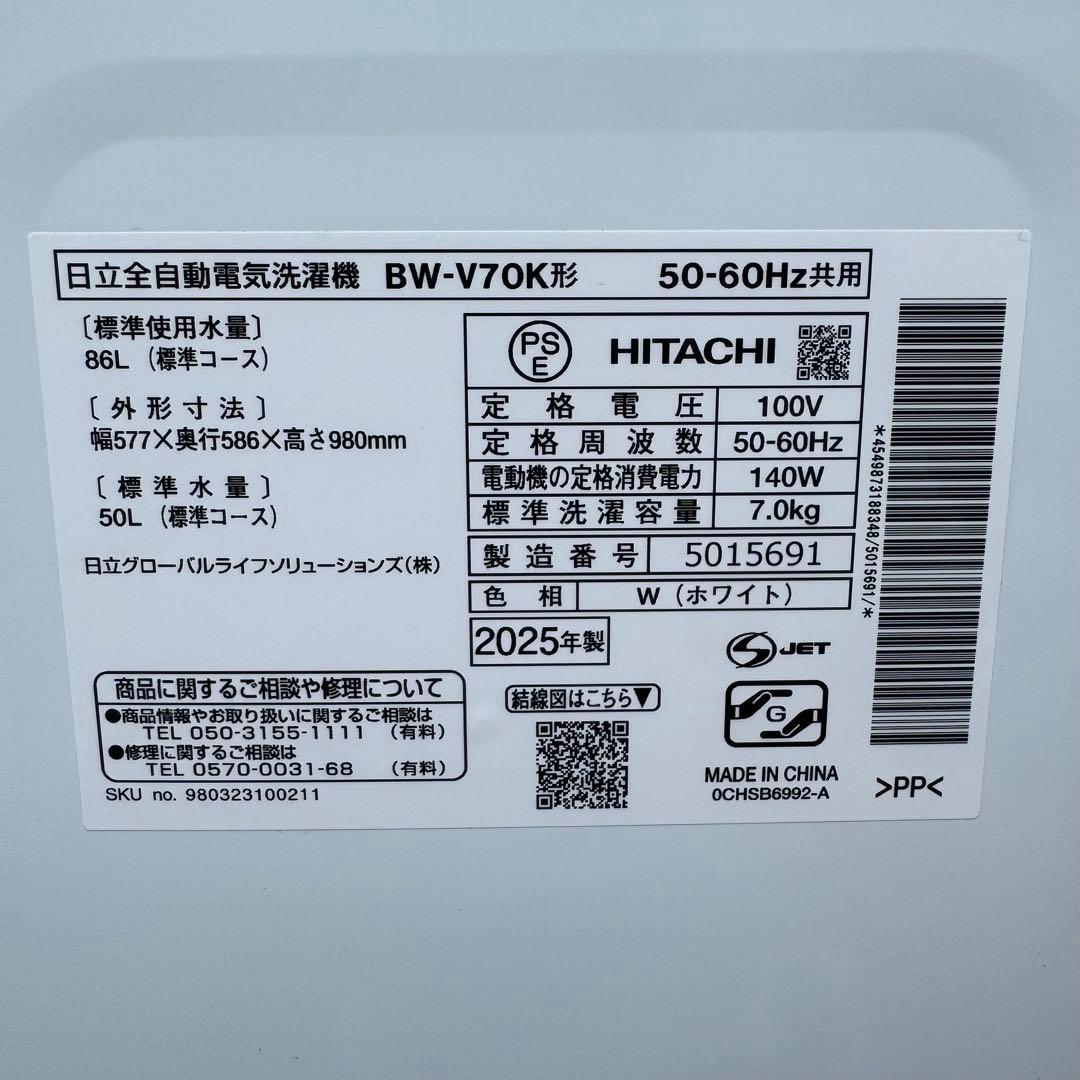 日立全自動電気洗濯機 BW-V70K形 50-60Hz共用
〔標準使用水量〕
86L（標準コース）
〔外形寸法〕
幅577×奥行586×高さ980mm
〔標準水量〕
50L（標準コース）
日立グローバルライフソリューションズ(株)
PS
E
HITACHI
定格電圧 100V
定格周波数 50-60Hz
電動機の定格消費電力 140W
標準洗濯容量 7.0kg
製造番号 5015691
色相 W（ホワイト）
2025年製
S JET
商品に関するご相談や修理について
●商品情報やお取り扱いに関するご相談は
TEL 050-3155-1111 （有料）
●修理に関するご相談は
TEL 0570-0031-68 （有料）
SKU no. 980323100211
結線図はこちら▼
G
MADE IN CHINA
0CHSB6992-A
>PP<
*4549873188348/5015691/*